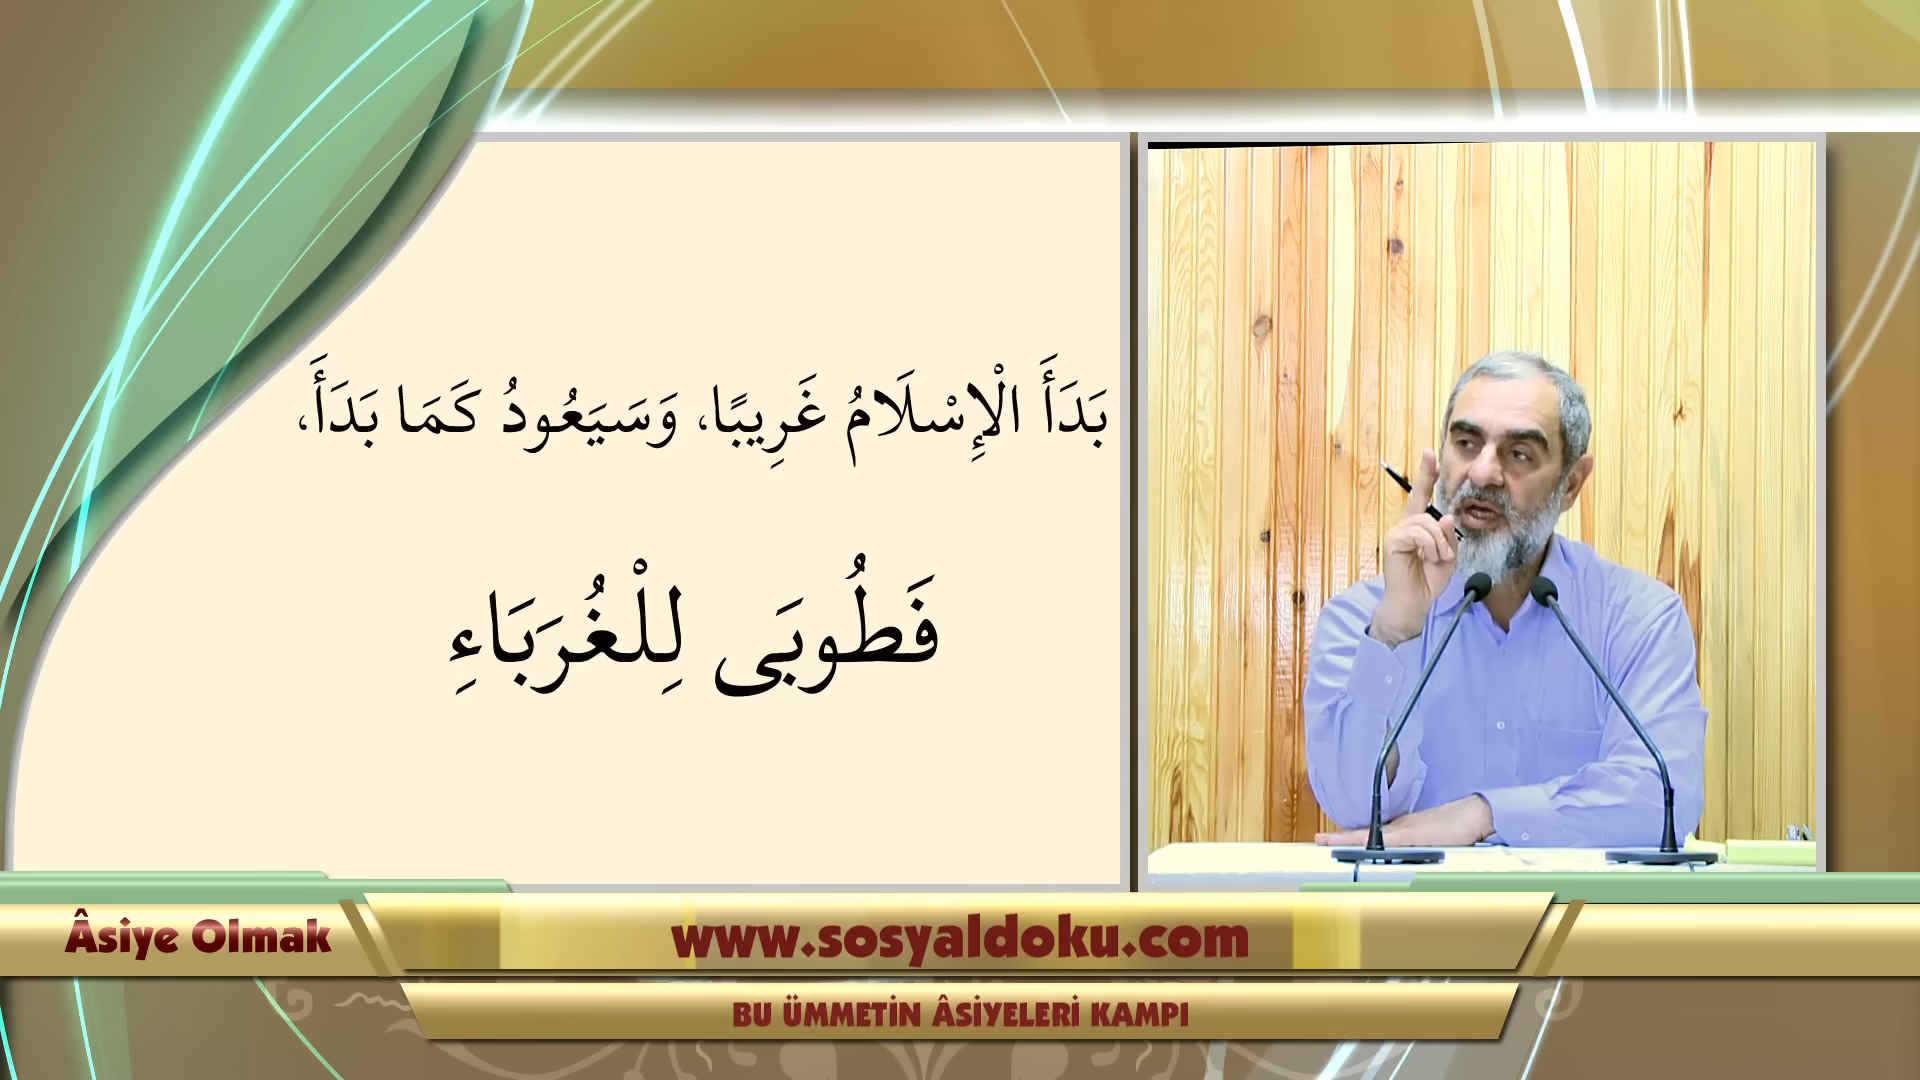 بَدَأَ الْإِسْلَامُ غَرِيبًا، وَسَيَعُودُ كَمَا بَدَأَ،
فَطُوبَى لِلْغُرَبَاءِ
Âsiye Olmak
www.sosyaldoku.com
BU ÜMMETİN ÂSİYELERİ KAMPI